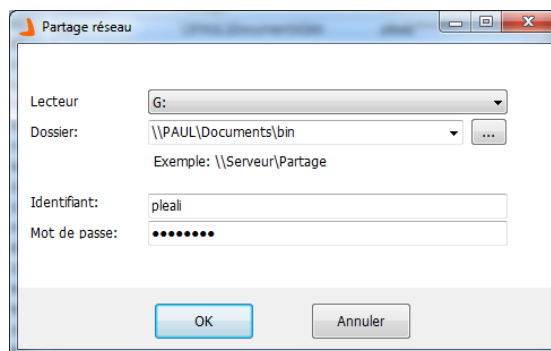 Partage réseau
Lecteur G:
Dossier: \\PAUL\Documents\bin ...
Exemple: \\Serveur\Partage
Identifiant: pleali
Mot de passe: ●●●●●●●●
OK Annuler